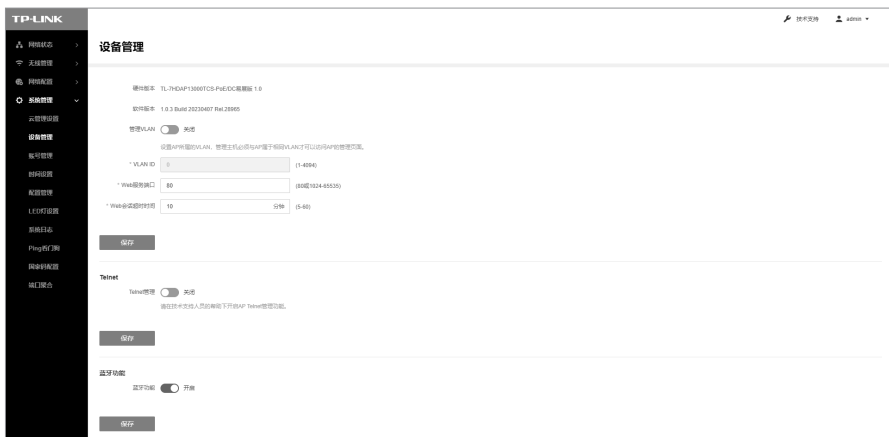 TP-LINK
技术支持 admin
网络状态
无线管理
网络配置
系统管理
云管理设置
设备管理
账号管理
时间设置
配置管理
LED灯设置
系统日志
Ping看门狗
国家码配置
端口聚合
设备管理
硬件版本 TL-7HDAP13000TCS-PoE/DC易展版 1.0
软件版本 1.0.3 Build 20230407 Rel.28965
管理VLAN 关闭
设置AP所属的VLAN，管理主机必须与AP属于相同VLAN才可以访问AP的管理页面。
* VLAN ID 0 (1-4094)
* Web服务端口 80 (80或1024-65535)
* Web会话超时时间 10 分钟 (5-60)
保存
Telnet
Telnet管理 关闭
请在技术支持人员的帮助下开启AP Telnet管理功能。
保存
蓝牙功能
蓝牙功能 开启
保存